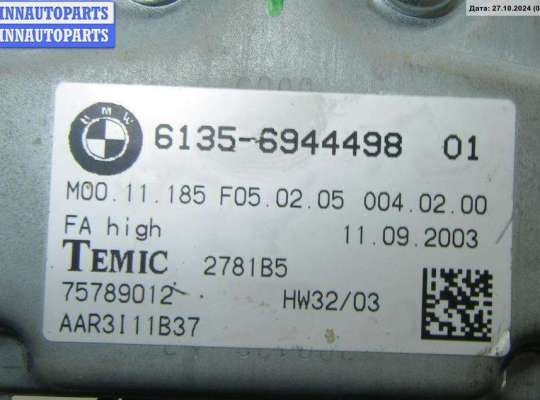 INNAUTOPARTS
INNAUTOPARTS
Дата: 27.10.2024 (0
BMW
6135-6944498 01
M00.11.185 F05.02.05 004.02.00
FA high
11.09.2003
TEMIC 2781B5
75789012
HW32/03
AAR3I11B37